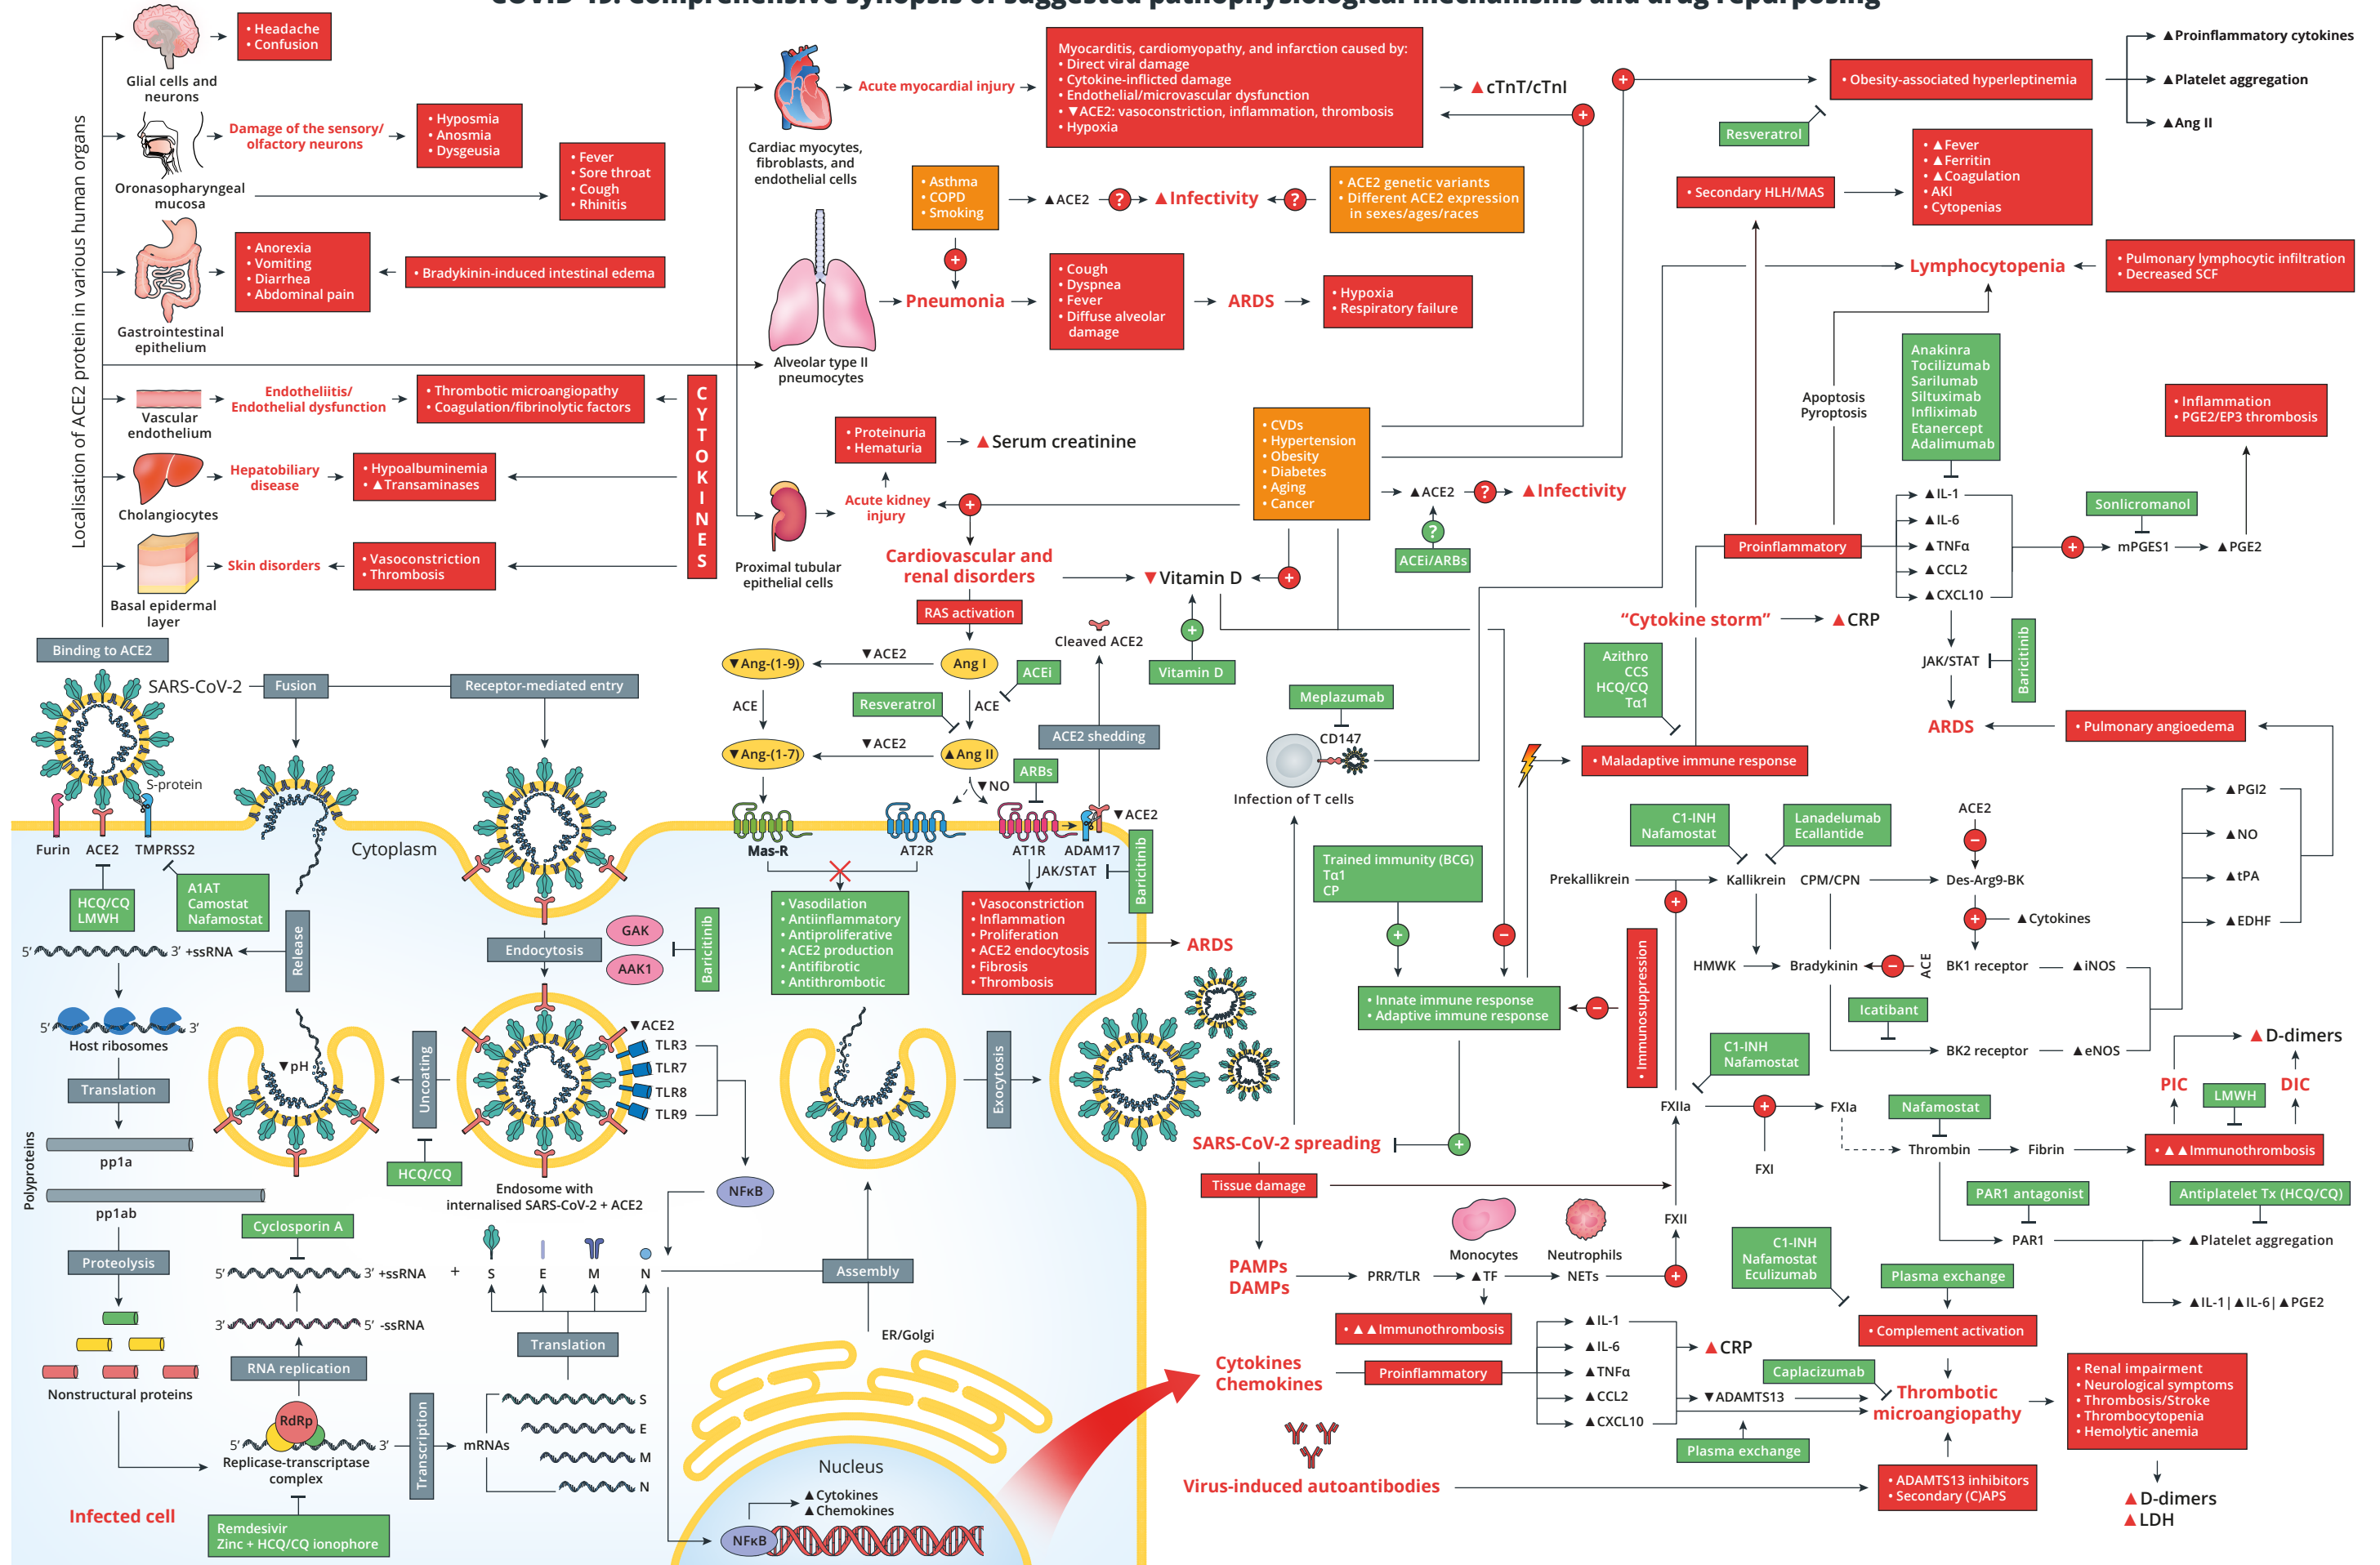 COVID-19: Comprehensive synopsis of suggested pathophysiological mechanisms and drug repurposing
Localisation of ACE2 protein in various human organs
Glial cells and
neurons
• Headache
• Confusion
Oronasopharyngeal
mucosa
Damage of the sensory/
olfactory neurons
• Hyposmia
• Anosmia
• Dysgeusia
• Fever
• Sore throat
• Cough
• Rhinitis
Gastrointestinal
epithelium
• Anorexia
• Vomiting
• Diarrhea
• Abdominal pain
• Bradykinin-induced intestinal edema
Vascular
endothelium
Endotheliitis/
Endothelial dysfunction
• Thrombotic microangiopathy
• Coagulation/fibrinolytic factors
Cholangiocytes
Hepatobiliary
disease
• Hypoalbuminemia
• ▲Transaminases
Basal epidermal
layer
Skin disorders
• Vasoconstriction
• Thrombosis
CYTOKINES
Cardiac myocytes,
fibroblasts, and
endothelial cells
Acute myocardial injury
Myocarditis, cardiomyopathy, and infarction caused by:
• Direct viral damage
• Cytokine-inflicted damage
• Endothelial/microvascular dysfunction
• ▼ACE2: vasoconstriction, inflammation, thrombosis
• Hypoxia
▲cTnT/cTnI
+
+
• Asthma
• COPD
• Smoking
▲ACE2
?
▲Infectivity
?
• ACE2 genetic variants
• Different ACE2 expression
in sexes/ages/races
+
Alveolar type II
pneumocytes
Pneumonia
• Cough
• Dyspnea
• Fever
• Diffuse alveolar
damage
ARDS
• Hypoxia
• Respiratory failure
Proximal tubular
epithelial cells
Acute kidney
injury
• Proteinuria
• Hematuria
▲Serum creatinine
+
• CVDs
• Hypertension
• Obesity
• Diabetes
• Aging
• Cancer
▲ACE2
?
▲Infectivity
?
ACEi/ARBs
Cardiovascular and
renal disorders
▼Vitamin D
+
+
Vitamin D
RAS activation
Ang I
▼ACE2
▼Ang-(1-9)
ACEi
ACE
ACE
Resveratrol
▲Ang II
▼ACE2
▼Ang-(1-7)
▼NO
ARBs
Cleaved ACE2
ACE2 shedding
▼ACE2
Mas-R
AT2R
AT1R
ADAM17
JAK/STAT
Baricitinib
• Vasodilation
• Antiinflammatory
• Antiproliferative
• ACE2 production
• Antifibrotic
• Antithrombotic
• Vasoconstriction
• Inflammation
• Proliferation
• ACE2 endocytosis
• Fibrosis
• Thrombosis
ARDS
• Obesity-associated hyperleptinemia
Resveratrol
▲Proinflammatory cytokines
▲Platelet aggregation
▲Ang II
• Secondary HLH/MAS
• ▲Fever
• ▲Ferritin
• ▲Coagulation
• AKI
• Cytopenias
Lymphocytopenia
• Pulmonary lymphocytic infiltration
• Decreased SCF
Apoptosis
Pyroptosis
Anakinra
Tocilizumab
Sarilumab
Siltuximab
Infliximab
Etanercept
Adalimumab
• Inflammation
• PGE2/EP3 thrombosis
Proinflammatory
▲IL-1
▲IL-6
▲TNFα
▲CCL2
▲CXCL10
+
Sonlicromanol
mPGES1
▲PGE2
“Cytokine storm”
▲CRP
JAK/STAT
Baricitinib
ARDS
• Pulmonary angioedema
Azithro
CCS
HCQ/CQ
Tα1
• Maladaptive immune response
Meplazumab
CD147
Infection of T cells
Trained immunity (BCG)
Tα1
CP
+
−
• Innate immune response
• Adaptive immune response
−
• Immunosuppression
+
SARS-CoV-2 spreading
C1-INH
Nafamostat
Lanadelumab
Ecallantide
Prekallikrein
Kallikrein
CPM/CPN
ACE2
−
Des-Arg9-BK
+
▲Cytokines
+
HMWK
Bradykinin
−
ACE
BK1 receptor
▲iNOS
Icatibant
BK2 receptor
▲eNOS
▲PGI2
▲NO
▲tPA
▲EDHF
C1-INH
Nafamostat
FXIIa
+
FXIa
FXI
Nafamostat
Thrombin
Fibrin
• ▲▲Immunothrombosis
LMWH
PIC
DIC
▲D-dimers
PAR1 antagonist
PAR1
Antiplatelet Tx (HCQ/CQ)
▲Platelet aggregation
▲IL-1|▲IL-6|▲PGE2
Tissue damage
PAMPs
DAMPs
PRR/TLR
Monocytes
▲TF
Neutrophils
NETs
+
FXII
• ▲▲Immunothrombosis
Cytokines
Chemokines
Proinflammatory
▲IL-1
▲IL-6
▲TNFα
▲CCL2
▲CXCL10
▲CRP
▼ADAMTS13
Plasma exchange
Caplacizumab
C1-INH
Nafamostat
Eculizumab
Plasma exchange
• Complement activation
Thrombotic
microangiopathy
• Renal impairment
• Neurological symptoms
• Thrombosis/Stroke
• Thrombocytopenia
• Hemolytic anemia
▲D-dimers
▲LDH
Virus-induced autoantibodies
• ADAMTS13 inhibitors
• Secondary (C)APS
Binding to ACE2
SARS-CoV-2
Fusion
Receptor-mediated entry
S-protein
Furin
ACE2
TMPRSS2
Cytoplasm
HCQ/CQ
LMWH
A1AT
Camostat
Nafamostat
Release
5’
3’ +ssRNA
5’
3’
Host ribosomes
Translation
Polyproteins
pp1a
pp1ab
Proteolysis
Nonstructural proteins
Endocytosis
GAK
AAK1
Baricitinib
▼pH
Uncoating
HCQ/CQ
▼ACE2
TLR3
TLR7
TLR8
TLR9
Endosome with
internalised SARS-CoV-2 + ACE2
NFκB
Exocytosis
Cyclosporin A
5’
3’ +ssRNA
+
S
E
M
N
Assembly
3’
5’ -ssRNA
RNA replication
Translation
ER/Golgi
RdRp
5’
3’
Replicase-transcriptase
complex
Transcription
mRNAs
S
E
M
N
Remdesivir
Zinc + HCQ/CQ ionophore
Infected cell
Nucleus
▲Cytokines
▲Chemokines
NFκB